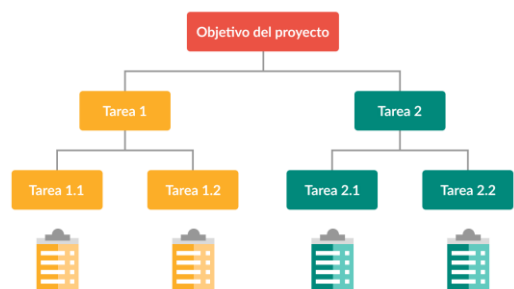 Objetivo del proyecto
Tarea 1
Tarea 2
Tarea 1.1
Tarea 1.2
Tarea 2.1
Tarea 2.2